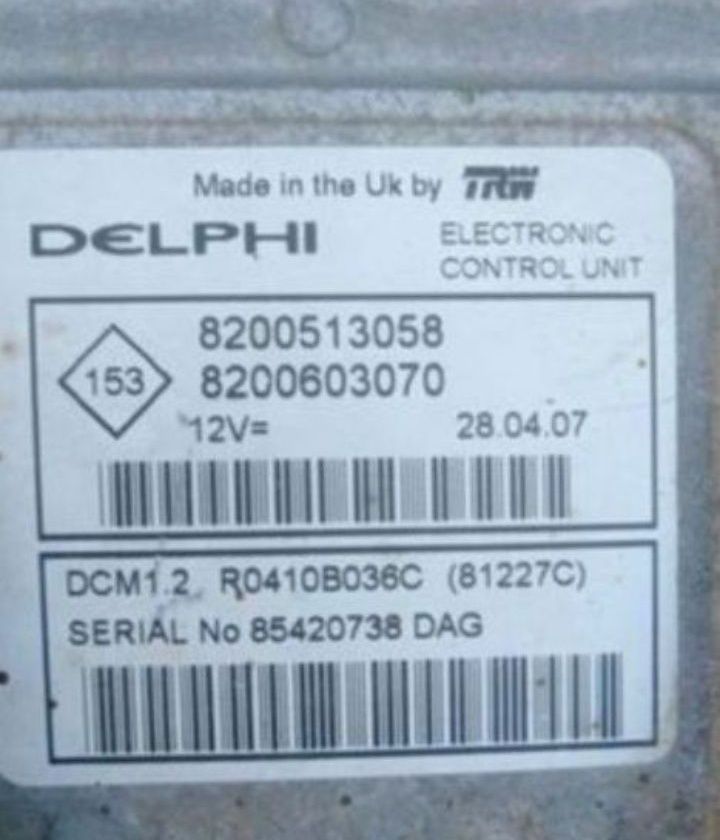 Made in the Uk by TRW
DELPHI
ELECTRONIC
CONTROL UNIT
8200513058
153
8200603070
12V=
28.04.07
DCM1.2 R0410B036C (81227C)
SERIAL No 85420738 DAG